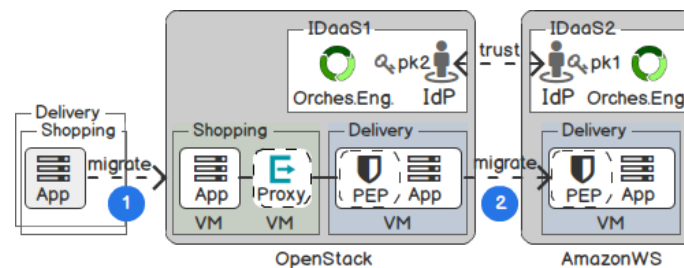 IDaaS1
IDaaS2
pk2
trust
pk1
Orches.Eng.
IdP
IdP
Orches.Eng.
Delivery
Shopping
App
migrate
1
Shopping
App
Proxy
VM
VM
Delivery
PEP
App
VM
migrate
2
Delivery
PEP
App
VM
OpenStack
AmazonWS